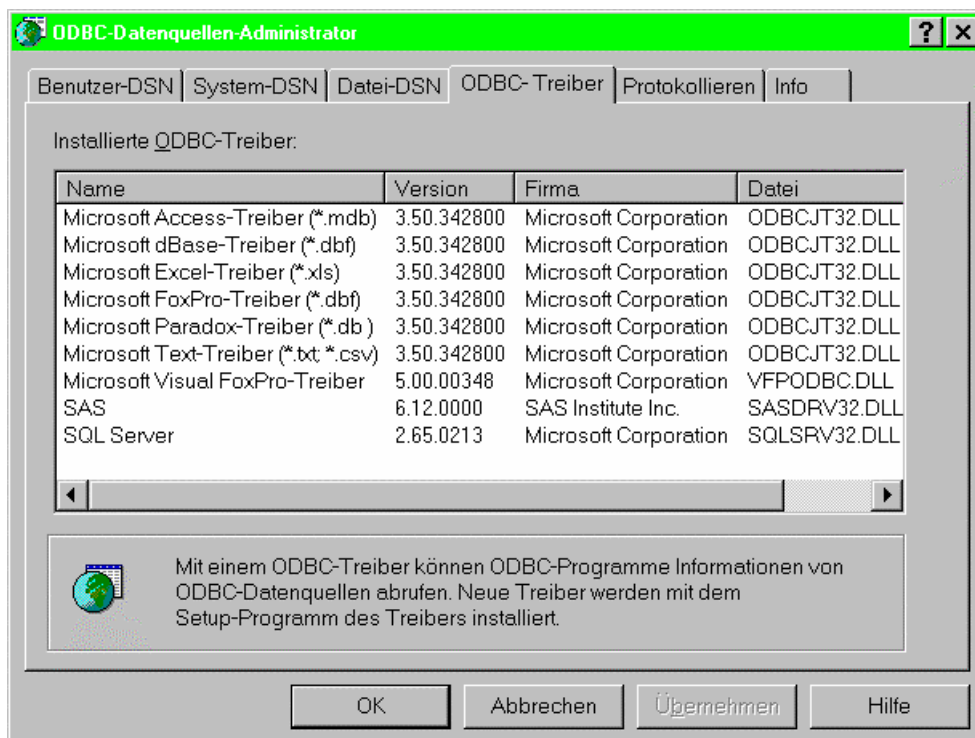 ODBC-Datenquellen-Administrator
Benutzer-DSN System-DSN Datei-DSN ODBC- Treiber Protokollieren Info
Installierte ODBC-Treiber:
Name Version Firma Datei
Microsoft Access-Treiber (*.mdb) 3.50.342800 Microsoft Corporation ODBCJT32.DLL
Microsoft dBase-Treiber (*.dbf) 3.50.342800 Microsoft Corporation ODBCJT32.DLL
Microsoft Excel-Treiber (*.xls) 3.50.342800 Microsoft Corporation ODBCJT32.DLL
Microsoft FoxPro-Treiber (*.dbf) 3.50.342800 Microsoft Corporation ODBCJT32.DLL
Microsoft Paradox-Treiber (*.db ) 3.50.342800 Microsoft Corporation ODBCJT32.DLL
Microsoft Text-Treiber (*.txt; *.csv) 3.50.342800 Microsoft Corporation ODBCJT32.DLL
Microsoft Visual FoxPro-Treiber 5.00.00348 Microsoft Corporation VFPODBC.DLL
SAS 6.12.0000 SAS Institute Inc. SASDRV32.DLL
SQL Server 2.65.0213 Microsoft Corporation SQLSRV32.DLL
Mit einem ODBC-Treiber können ODBC-Programme Informationen von
ODBC-Datenquellen abrufen. Neue Treiber werden mit dem
Setup-Programm des Treibers installiert.
OK Abbrechen Übernehmen Hilfe